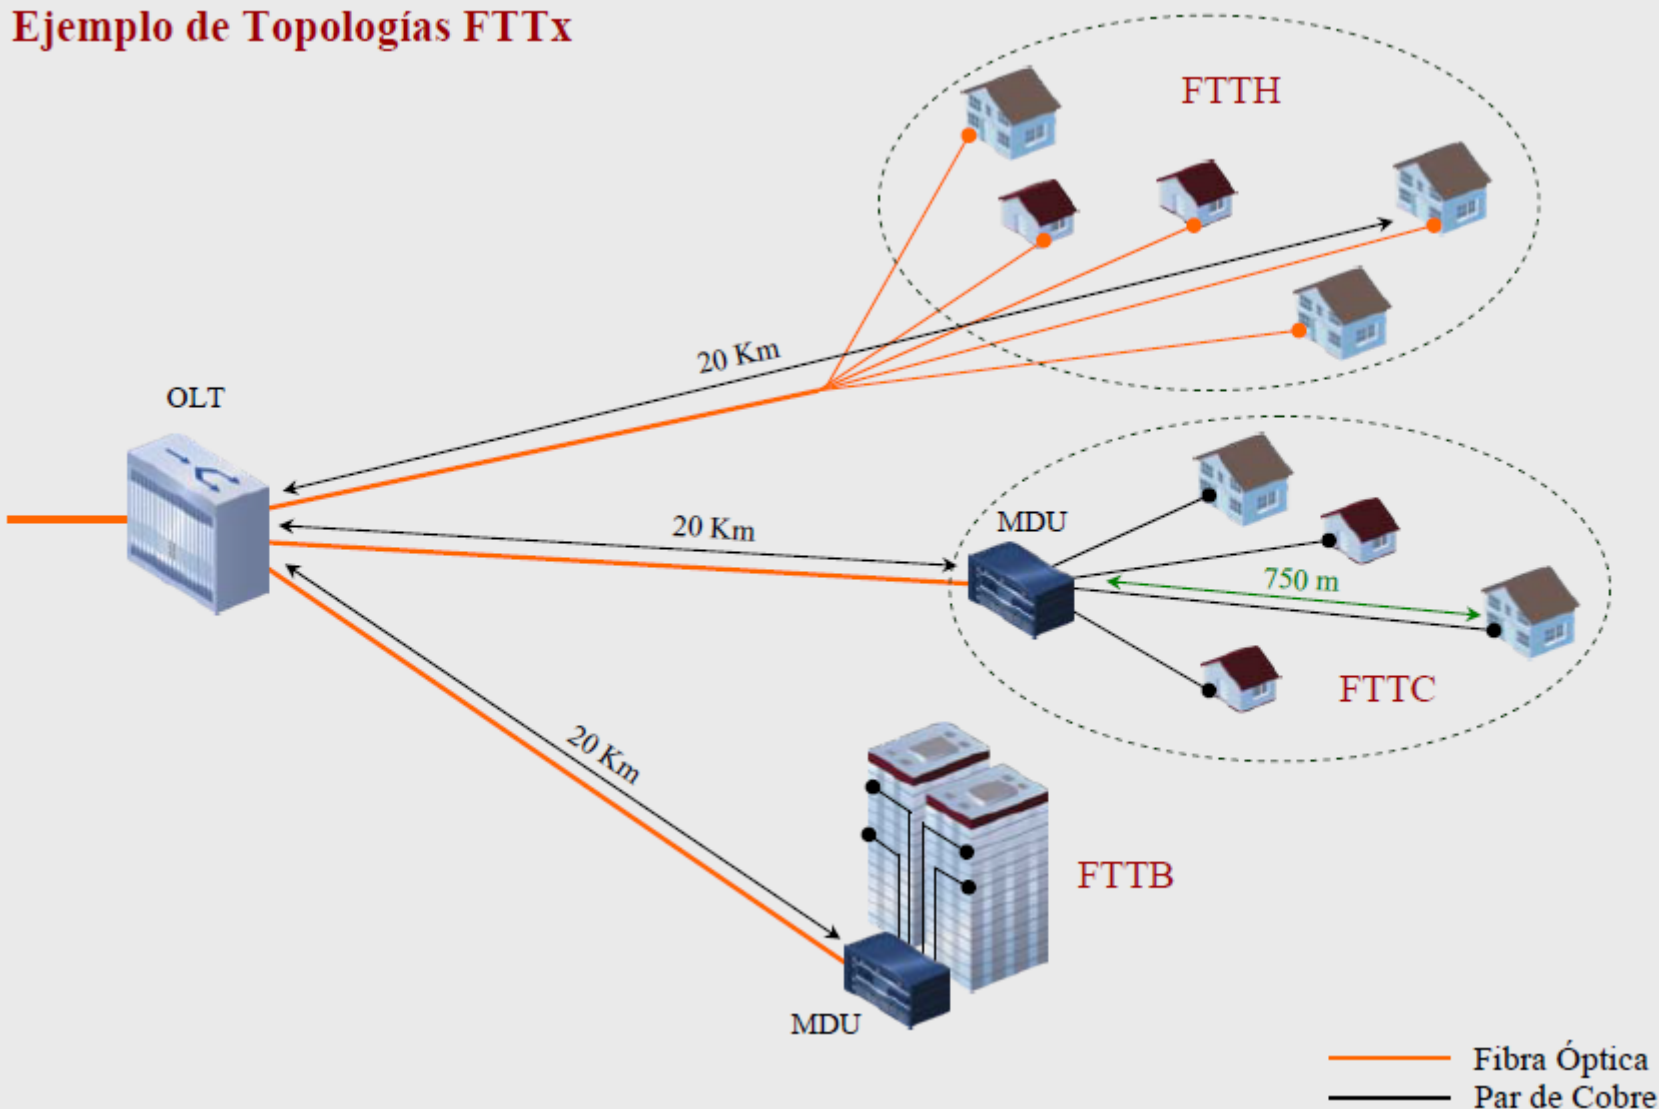 Ejemplo de Topologías FTTx
FTTH
20 Km
OLT
MDU
20 Km
750 m
FTTC
20 Km
FTTB
MDU
Fibra Óptica
Par de Cobre